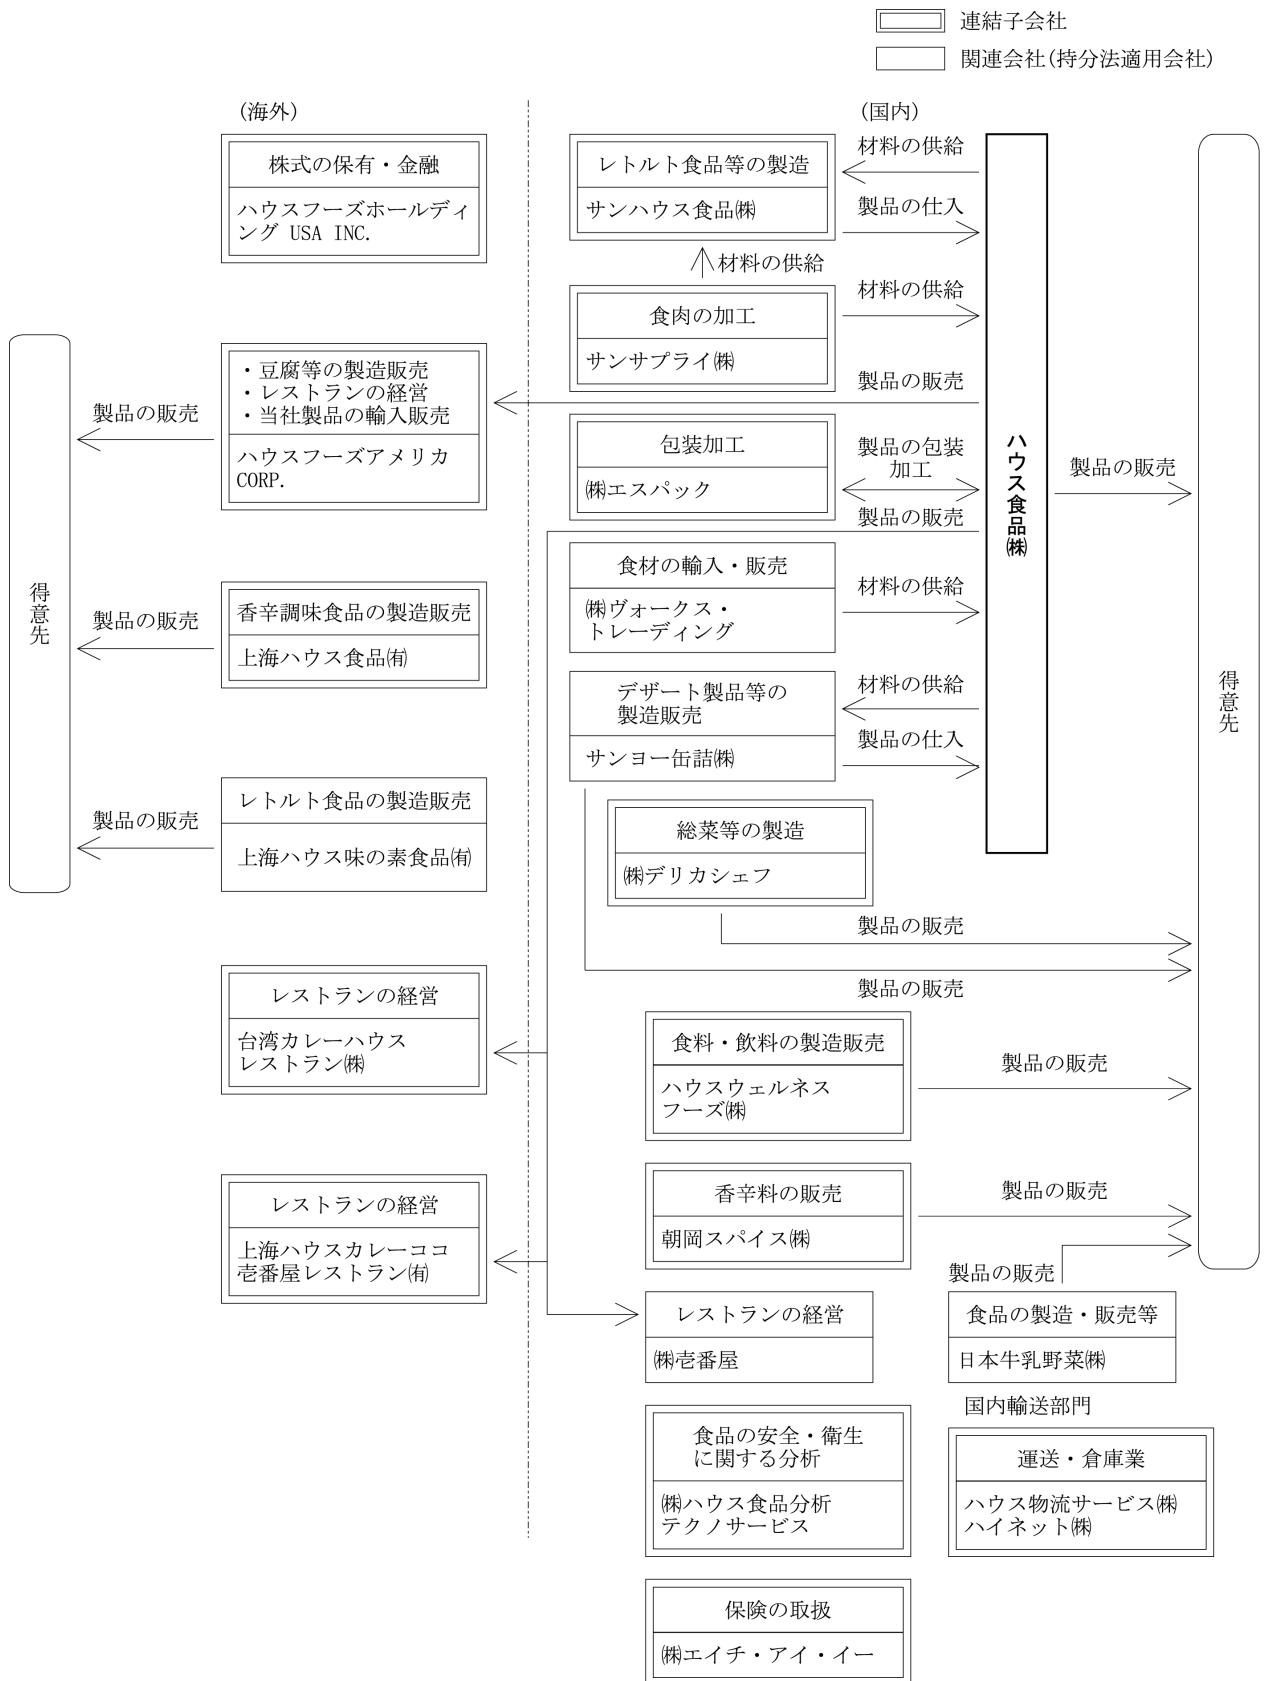 連結子会社
関連会社(持分法適用会社)
(海外)
(国内)
株式の保有・金融
ハウスフーズホールディ
ング USA INC.
・豆腐等の製造販売
・レストランの経営
・当社製品の輸入販売
ハウスフーズアメリカ
CORP.
製品の販売
香辛調味食品の製造販売
上海ハウス食品㈲
製品の販売
レトルト食品の製造販売
上海ハウス味の素食品㈲
製品の販売
得意先
レストランの経営
台湾カレーハウス
レストラン㈱
レストランの経営
上海ハウスカレーココ
壱番屋レストラン㈲
レトルト食品等の製造
サンハウス食品㈱
材料の供給
製品の仕入
材料の供給
食肉の加工
サンサプライ㈱
材料の供給
製品の販売
包装加工
㈱エスパック
製品の包装
加工
製品の販売
食材の輸入・販売
㈱ヴォークス・
トレーディング
材料の供給
デザート製品等の
製造販売
サンヨー缶詰㈱
材料の供給
製品の仕入
ハウス食品㈱
製品の販売
得意先
総菜等の製造
㈱デリカシェフ
製品の販売
製品の販売
食料・飲料の製造販売
ハウスウェルネス
フーズ㈱
製品の販売
香辛料の販売
朝岡スパイス㈱
製品の販売
製品の販売
レストランの経営
㈱壱番屋
食品の製造・販売等
日本牛乳野菜㈱
国内輸送部門
食品の安全・衛生
に関する分析
㈱ハウス食品分析
テクノサービス
運送・倉庫業
ハウス物流サービス㈱
ハイネット㈱
保険の取扱
㈱エイチ・アイ・イー